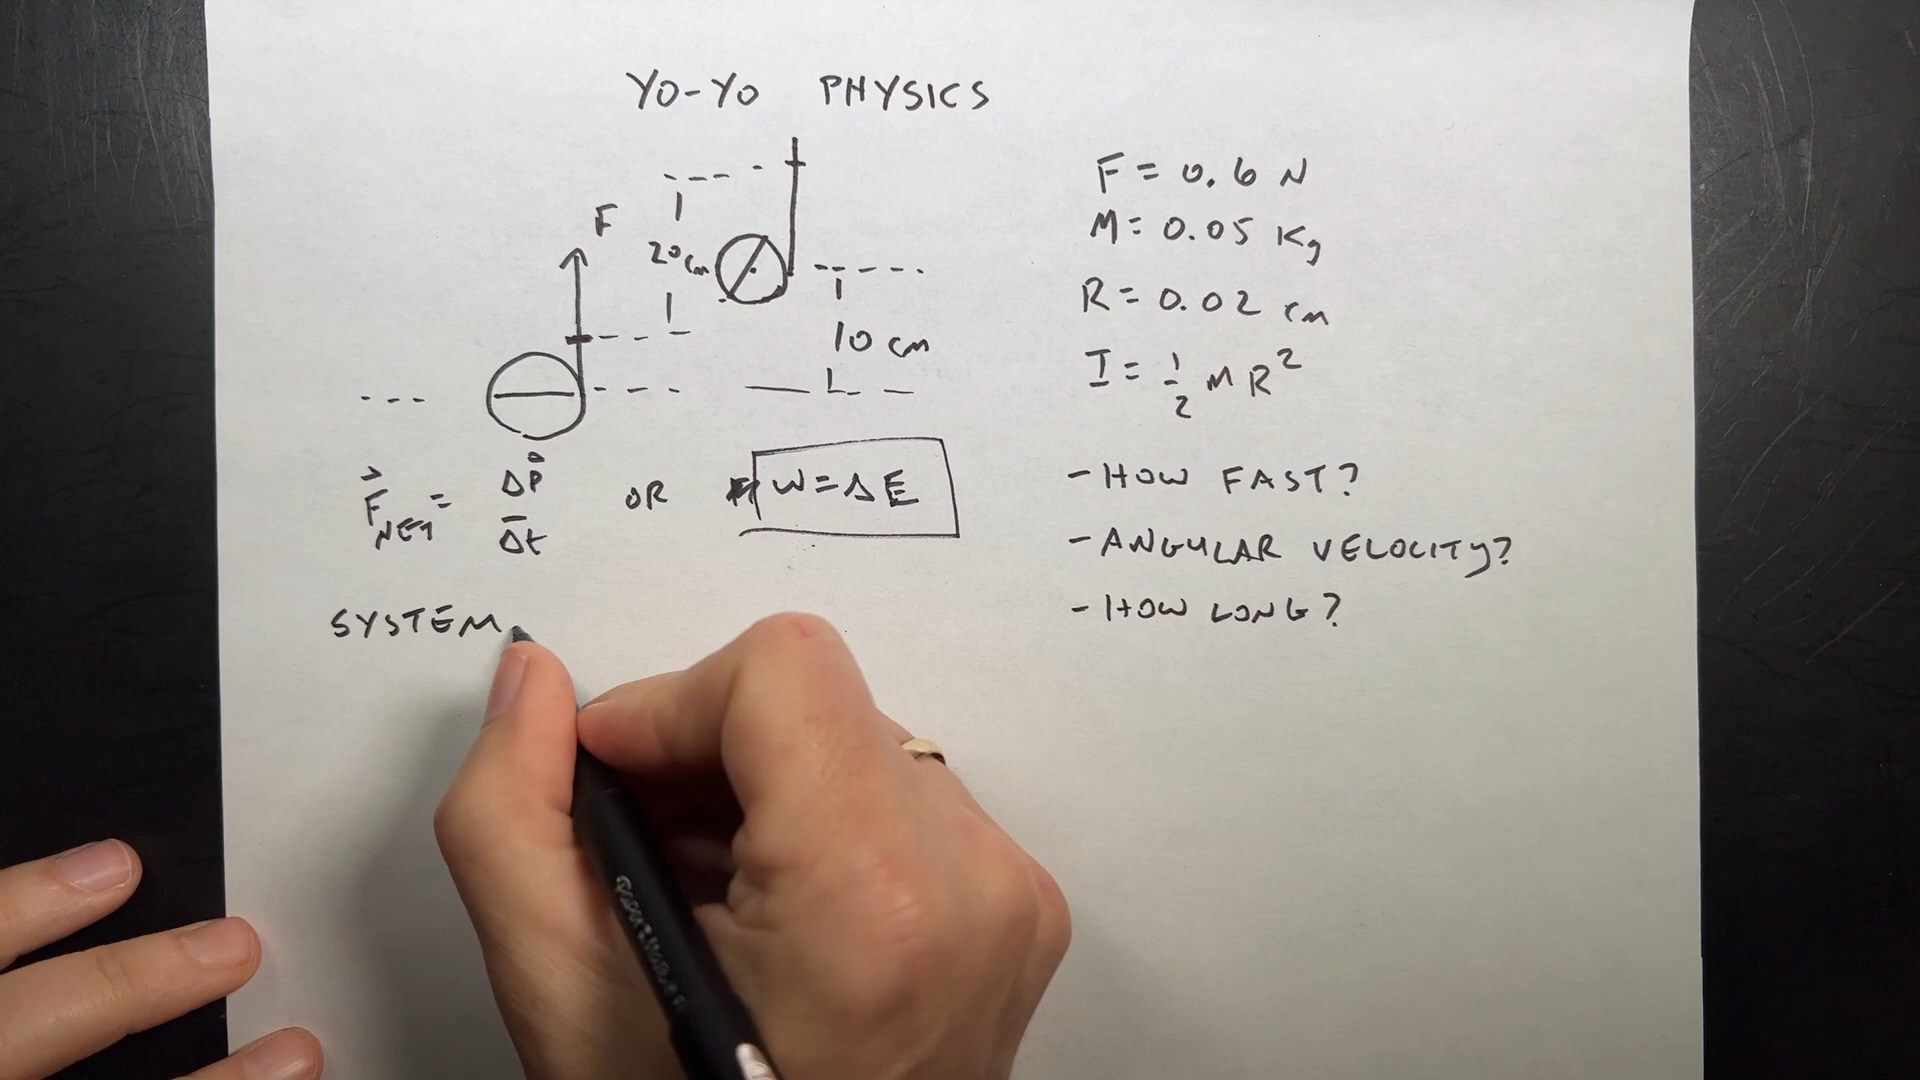 YO-YO PHYSICS
F
20 cm
10 cm
F = 0.6 N
M = 0.05 Kg
R = 0.02 cm
I = 1/2 M R²
F⃗NET = ΔP⃗/Δt OR W = ΔE
- HOW FAST?
- ANGULAR VELOCITY?
- HOW LONG?
SYSTEM